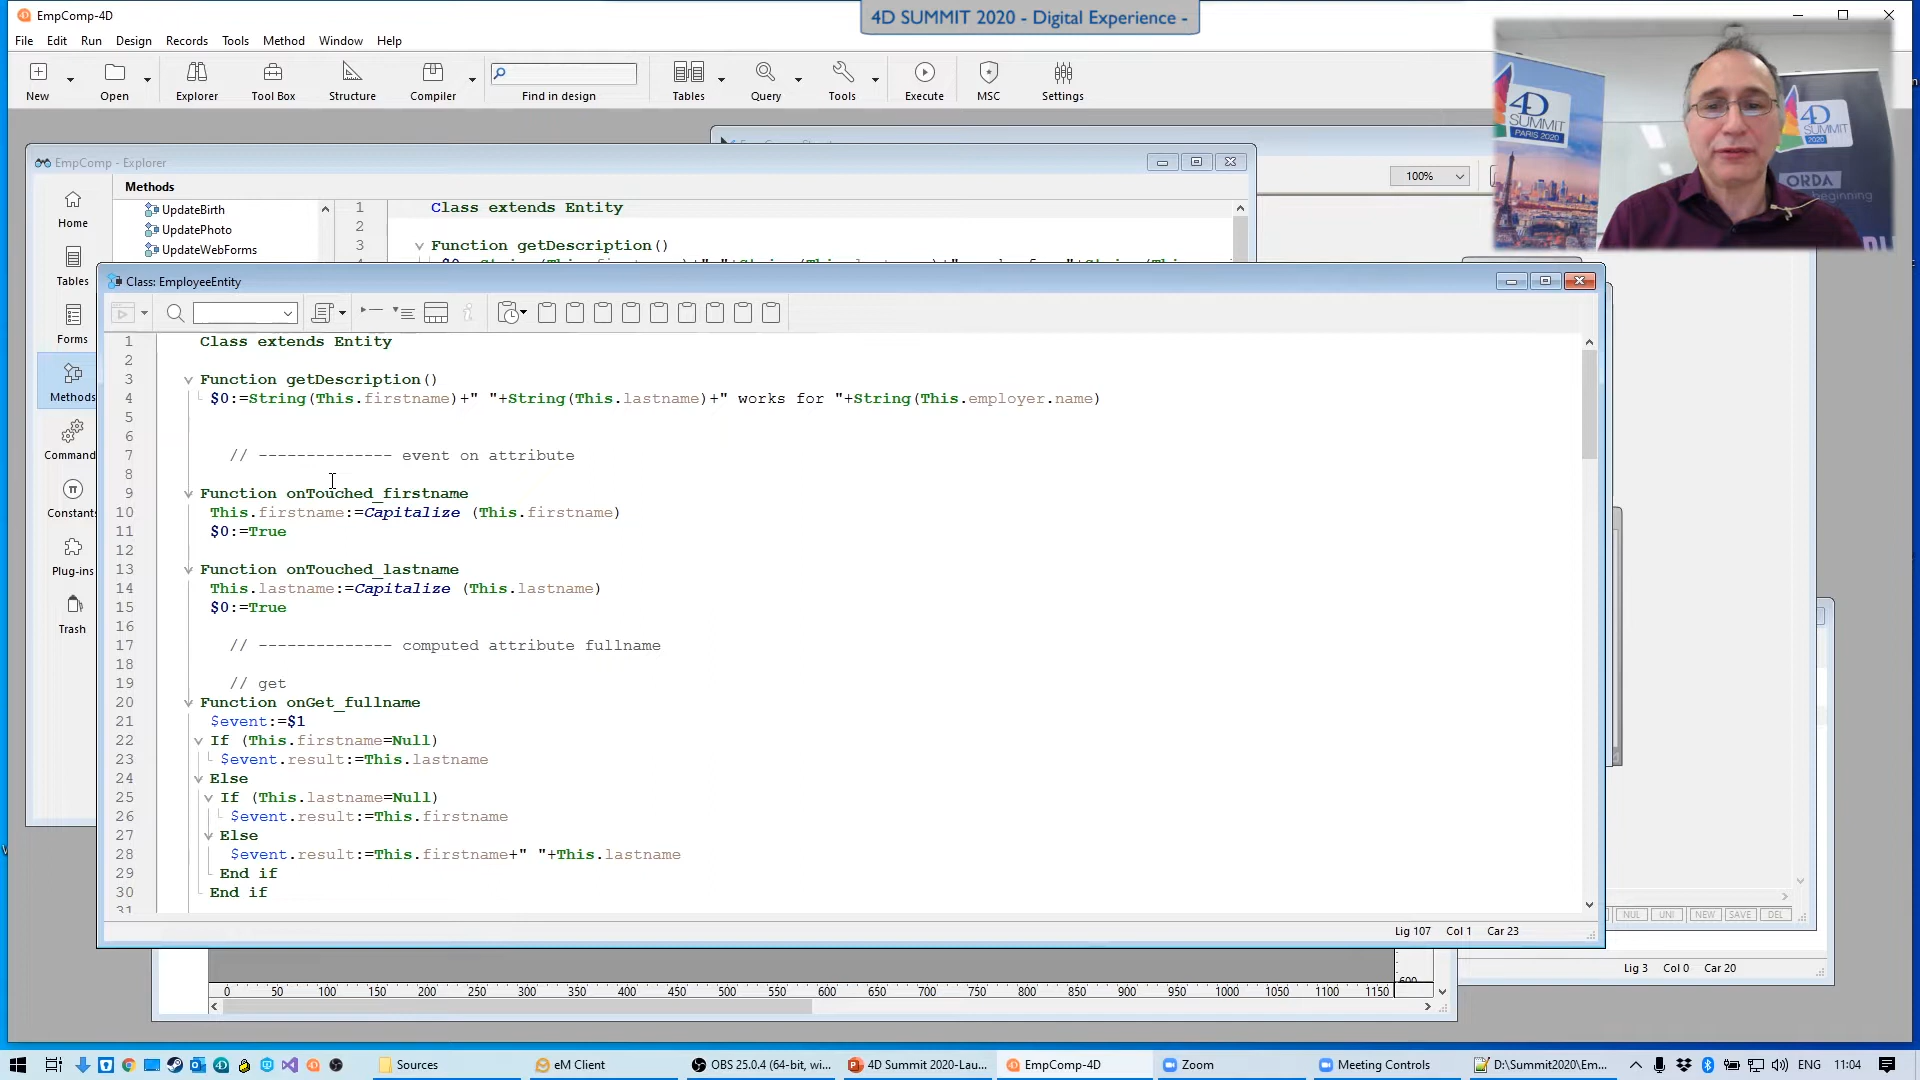 EmpComp-4D
4D SUMMIT 2020 - Digital Experience -
File Edit Run Design Records Tools Method Window Help
New Open Explorer Tool Box Structure Compiler Find in design Tables Query Tools Execute MSC Settings
4D
SUMMIT
PARIS 2020
4D
SUMMIT
2020
ORDA
beginning
EmpComp - Explorer
100%
Home
Tables
Forms
Methods
Command
Constants
Plug-ins
Trash
Methods
UpdateBirth
UpdatePhoto
UpdateWebForms
1 Class extends Entity
2
3 Function getDescription()
Class: EmployeeEntity
1 Class extends Entity
2
3 Function getDescription()
4 $0:=String(This.firstname)+" "+String(This.lastname)+" works for "+String(This.employer.name)
5
6
7 // -------------- event on attribute
8
9 Function onTouched_firstname
10 This.firstname:=Capitalize (This.firstname)
11 $0:=True
12
13 Function onTouched_lastname
14 This.lastname:=Capitalize (This.lastname)
15 $0:=True
16
17 // -------------- computed attribute fullname
18
19 // get
20 Function onGet_fullname
21 $event:=$1
22 If (This.firstname=Null)
23 $event.result:=This.lastname
24 Else
25 If (This.lastname=Null)
26 $event.result:=This.firstname
27 Else
28 $event.result:=This.firstname+" "+This.lastname
29 End if
30 End if
31
Lig 107 Col 1 Car 23
NUL UNI NEW SAVE DEL
Lig 3 Col 0 Car 20
0 50 100 150 200 250 300 350 400 450 500 550 600 650 700 750 800 850 900 950 1000 1050 1100 1150
Sources eM Client OBS 25.0.4 (64-bit, wi... 4D Summit 2020-Lau... EmpComp-4D Zoom Meeting Controls D:\Summit2020\Em... ENG 11:04